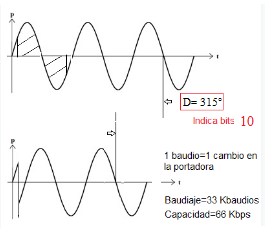 P
t
D= 315°
Indica bits 10
P
t
1 baudio=1 cambio en
la portadora
Baudiaje=33 Kbaudios
Capacidad=66 Kbps